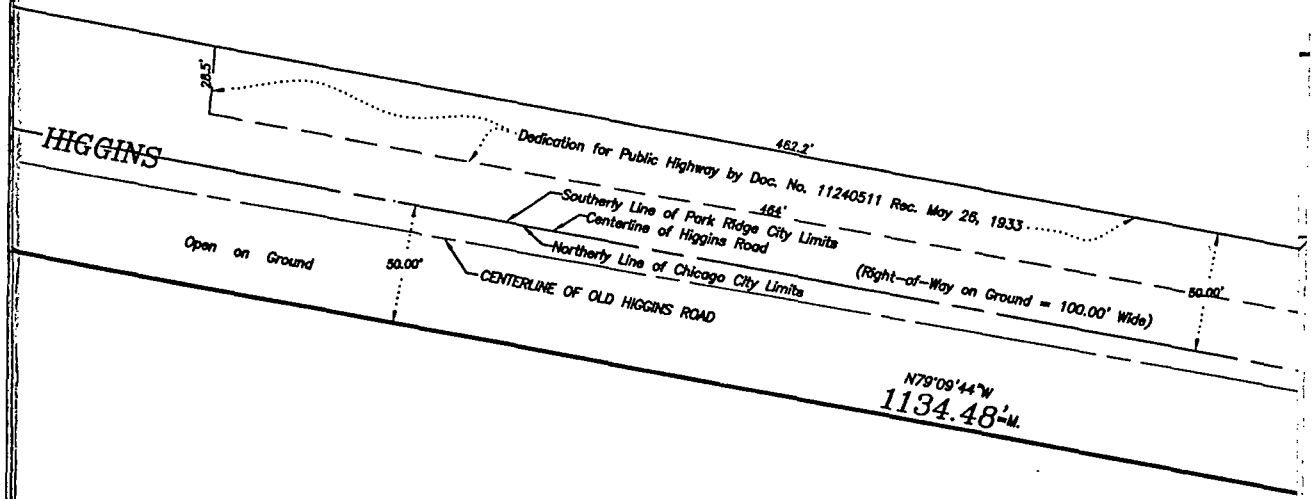 28.5'
462.2'
Dedication for Public Highway by Doc. No. 11240511 Rec. May 26, 1933
HIGGINS
464'
Southerly Line of Park Ridge City Limits
Centerline of Higgins Road
Northerly Line of Chicago City Limits
(Right-of-Way on Ground = 100.00' Wide)
50.00'
Open on Ground
50.00'
CENTERLINE OF OLD HIGGINS ROAD
N79°09'44"W
1134.48'=M.